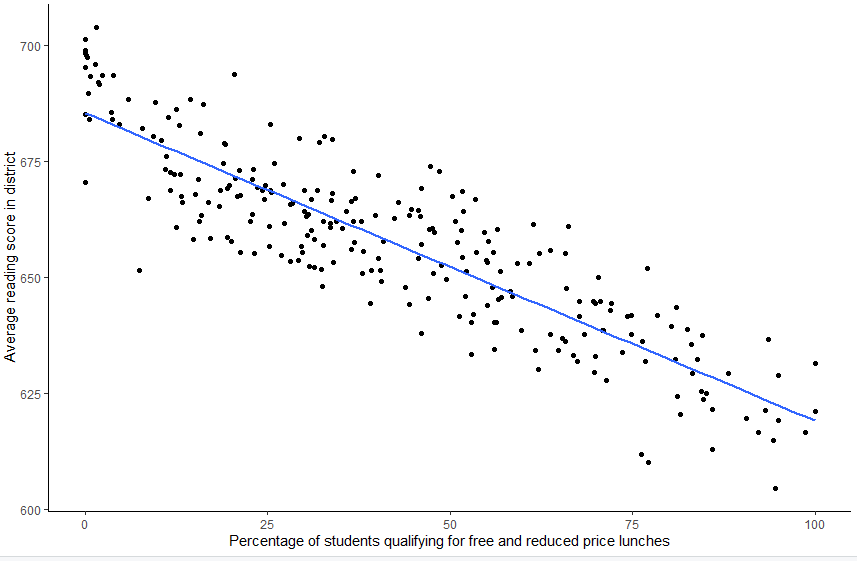 700
675
650
625
600
Average reading score in district
0 25 50 75 100
Percentage of students qualifying for free and reduced price lunches